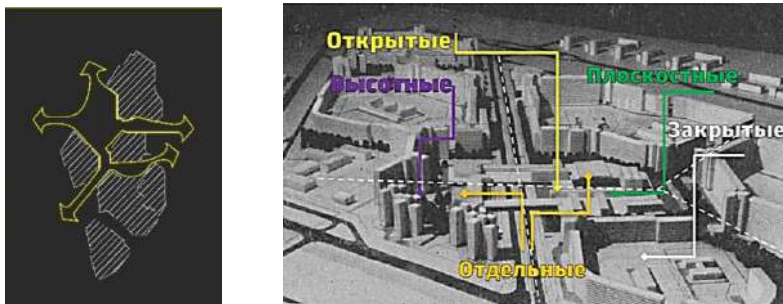 Открытые
Высотные
Плоскостные
Закрытые
Отдельные